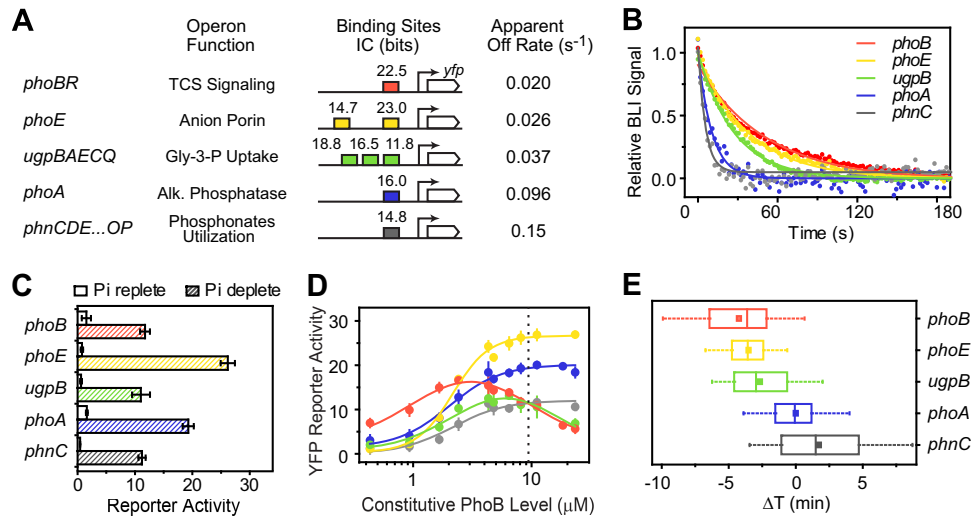 A
Operon Function
Binding Sites IC (bits)
Apparent Off Rate (s-1)
phoBR
TCS Signaling
22.5
yfp
0.020
phoE
Anion Porin
14.7
23.0
0.026
ugpBAECQ
Gly-3-P Uptake
18.8
16.5
11.8
0.037
phoA
Alk. Phosphatase
16.0
0.096
phnCDE...OP
Phosphonates Utilization
14.8
0.15
B
Relative BLI Signal
1.0
0.5
0.0
phoB
phoE
ugpB
phoA
phnC
0
60
120
180
Time (s)
C
Pi replete
Pi deplete
phoB
phoE
ugpB
phoA
phnC
0
10
20
30
Reporter Activity
D
YFP Reporter Activity
30
20
10
0
1
10
Constitutive PhoB Level (μM)
E
phoB
phoE
ugpB
phoA
phnC
-10
-5
0
5
ΔT (min)